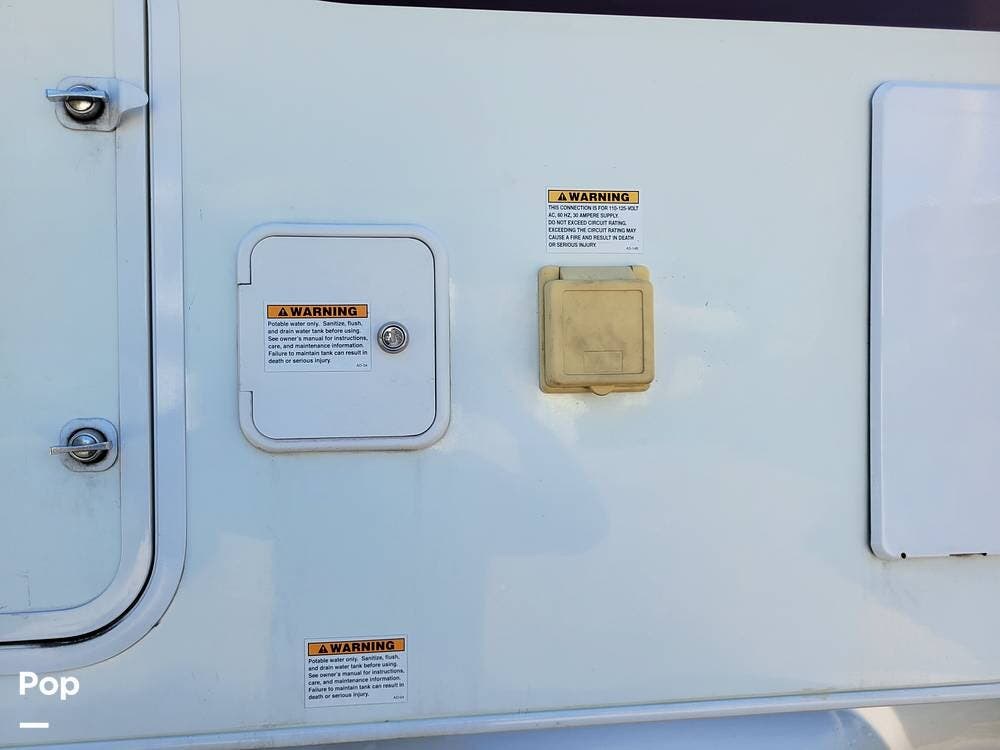 WARNING
THIS CONNECTION IS FOR 110-125-VOLT
AC, 60 HZ, 30 AMPERE SUPPLY.
DO NOT EXCEED CIRCUIT RATING.
EXCEEDING THE CIRCUIT RATING MAY
CAUSE A FIRE AND RESULT IN DEATH
OR SERIOUS INJURY.
WARNING
Potable water only. Sanitize, flush,
and drain water tank before using.
See owner's manual for instructions,
care, and maintenance information.
Failure to maintain tank can result in
death or serious injury.
WARNING
Potable water only. Sanitize, flush,
and drain water tank before using.
See owner's manual for instructions,
care, and maintenance information.
Failure to maintain tank can result in
death or serious injury.
Pop